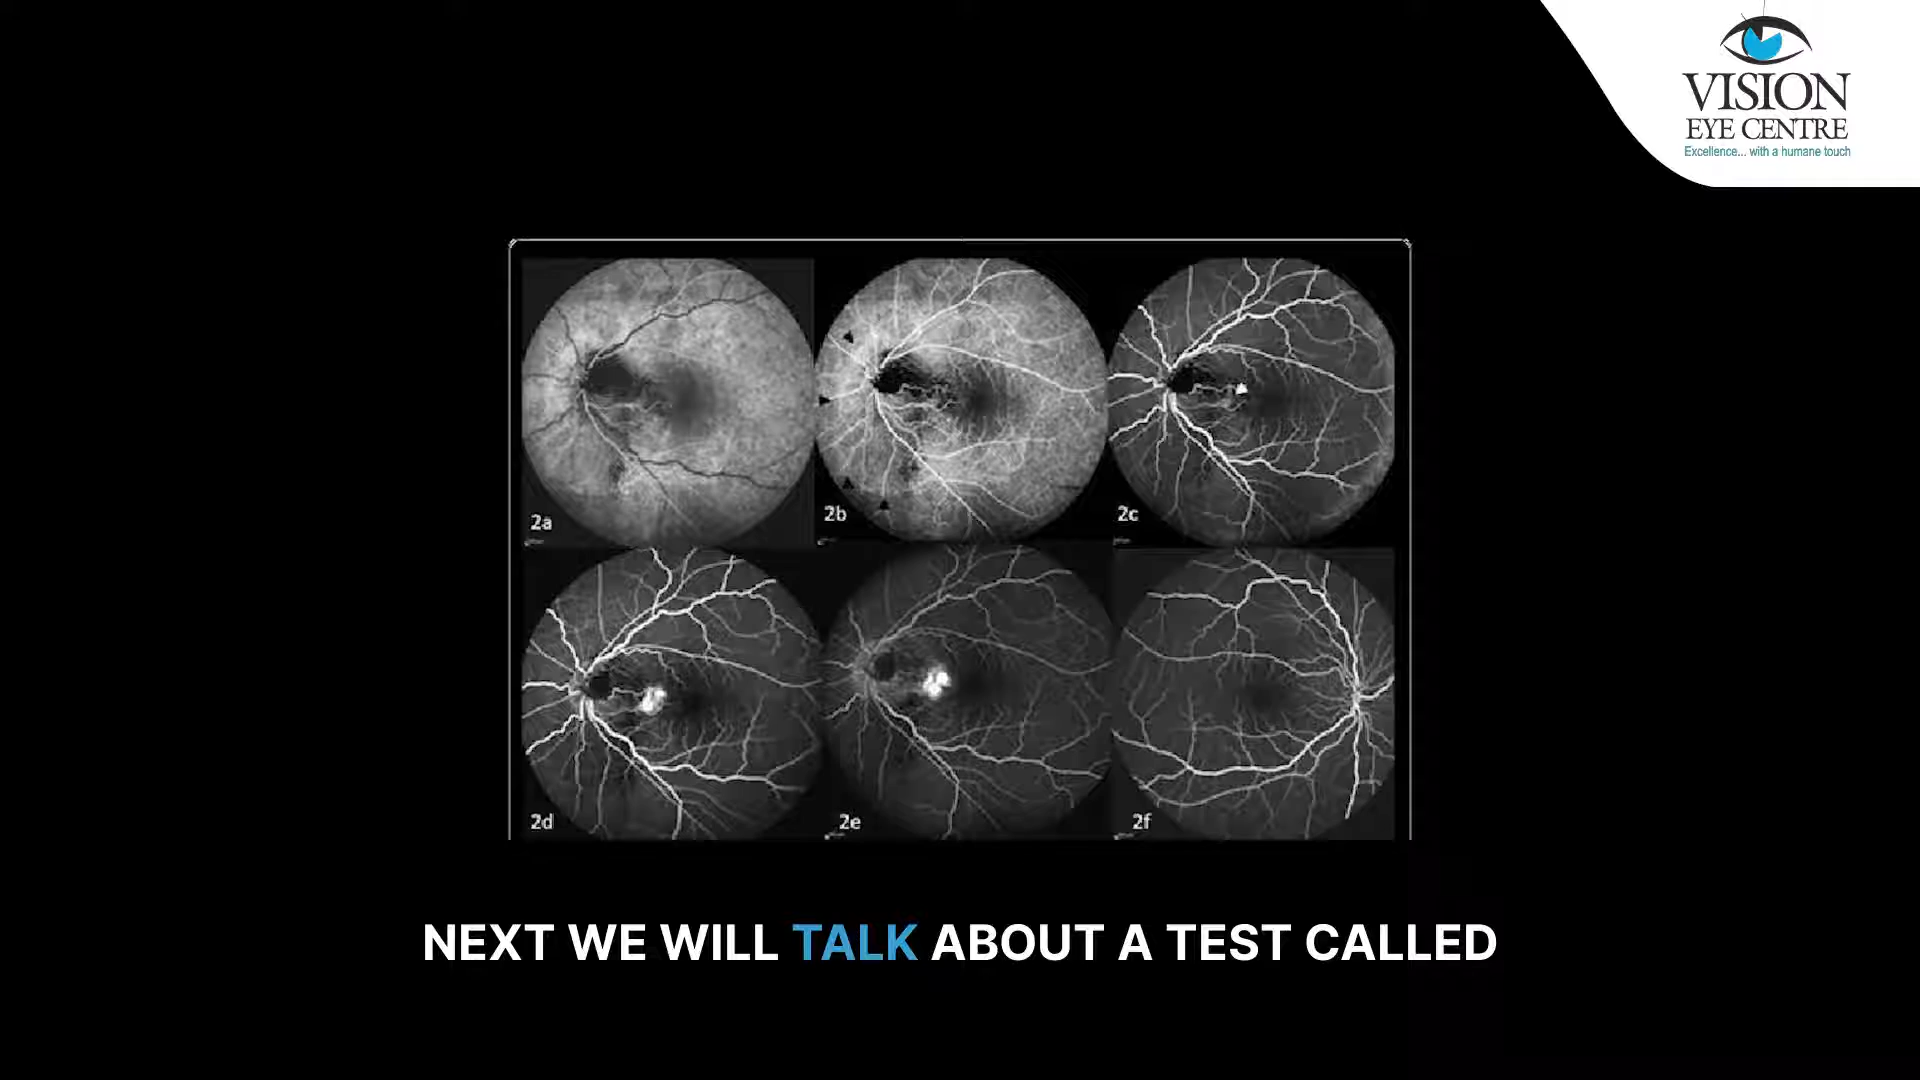 VISION
EYE CENTRE
Excellence... with a humane touch
2a
2b
2c
2d
2e
2f
NEXT WE WILL TALK ABOUT A TEST CALLED